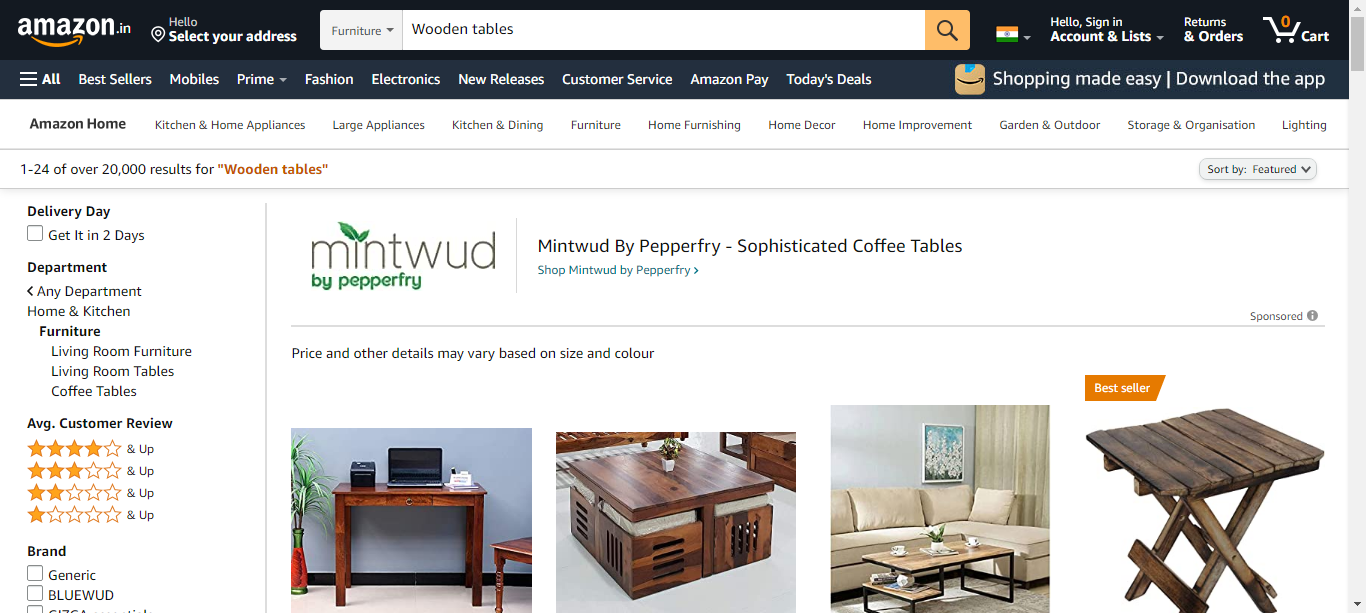 amazon.in
Hello
Select your address
Furniture
Wooden tables
Hello, Sign in
Account & Lists
Returns
& Orders
0
Cart
All
Best Sellers
Mobiles
Prime
Fashion
Electronics
New Releases
Customer Service
Amazon Pay
Today's Deals
Shopping made easy | Download the app
Amazon Home
Kitchen & Home Appliances
Large Appliances
Kitchen & Dining
Furniture
Home Furnishing
Home Decor
Home Improvement
Garden & Outdoor
Storage & Organisation
Lighting
1-24 of over 20,000 results for "Wooden tables"
Sort by: Featured
Delivery Day
Get It in 2 Days
Department
Any Department
Home & Kitchen
Furniture
Living Room Furniture
Living Room Tables
Coffee Tables
Avg. Customer Review
& Up
& Up
& Up
& Up
Brand
Generic
BLUEWUD
mintwud
by pepperfry
Mintwud By Pepperfry - Sophisticated Coffee Tables
Shop Mintwud by Pepperfry
Sponsored
Price and other details may vary based on size and colour
Best seller